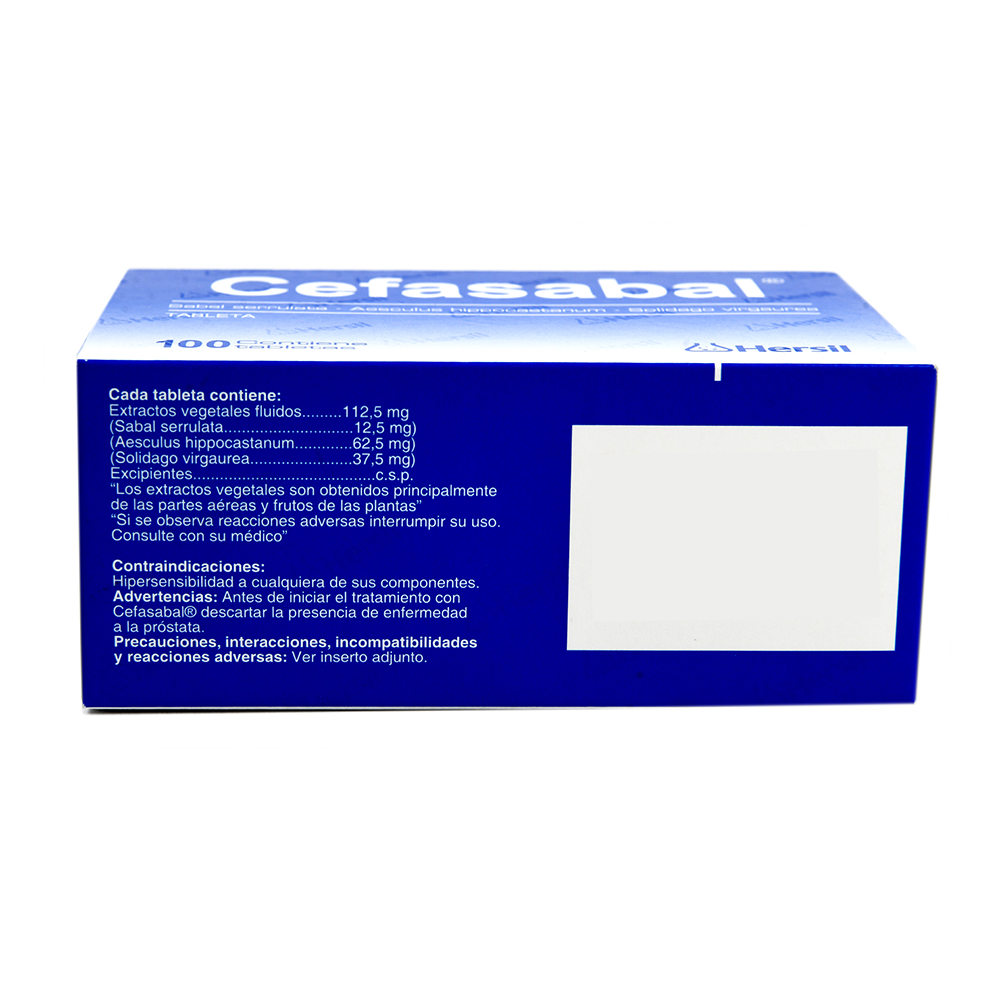 Cefasabal®
Sabal serrulata - Aesculus hippocastanum - Solidago virgaurea
TABLETA
100 Contiene tabletas
Hersil
Cada tableta contiene:
Extractos vegetales fluidos.........112,5 mg
(Sabal serrulata..............................12,5 mg)
(Aesculus hippocastanum.............62,5 mg)
(Solidago virgaurea........................37,5 mg)
Excipientes..........................................c.s.p.
“Los extractos vegetales son obtenidos principalmente
de las partes aéreas y frutos de las plantas”
“Si se observa reacciones adversas interrumpir su uso.
Consulte con su médico”
Contraindicaciones:
Hipersensibilidad a cualquiera de sus componentes.
Advertencias: Antes de iniciar el tratamiento con
Cefasabal® descartar la presencia de enfermedad
a la próstata.
Precauciones, interacciones, incompatibilidades
y reacciones adversas: Ver inserto adjunto.